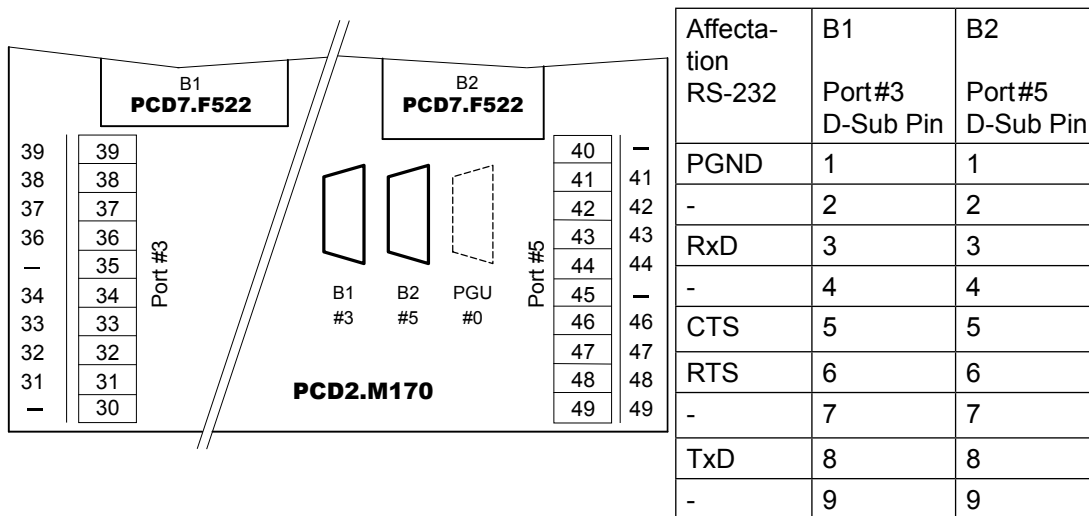 B1
PCD7.F522
B2
PCD7.F522
39 39
38 38
37 37
36 36
– 35
34 34
33 33
32 32
31 31
– 30
Port #3
B1
#3
B2
#5
PGU
#0
Port #5
40 –
41 41
42 42
43 43
44 44
45 –
46 46
47 47
48 48
49 49
PCD2.M170
Affecta-
tion
RS-232
B1
Port#3
D-Sub Pin
B2
Port#5
D-Sub Pin
PGND 1 1
- 2 2
RxD 3 3
- 4 4
CTS 5 5
RTS 6 6
- 7 7
TxD 8 8
- 9 9